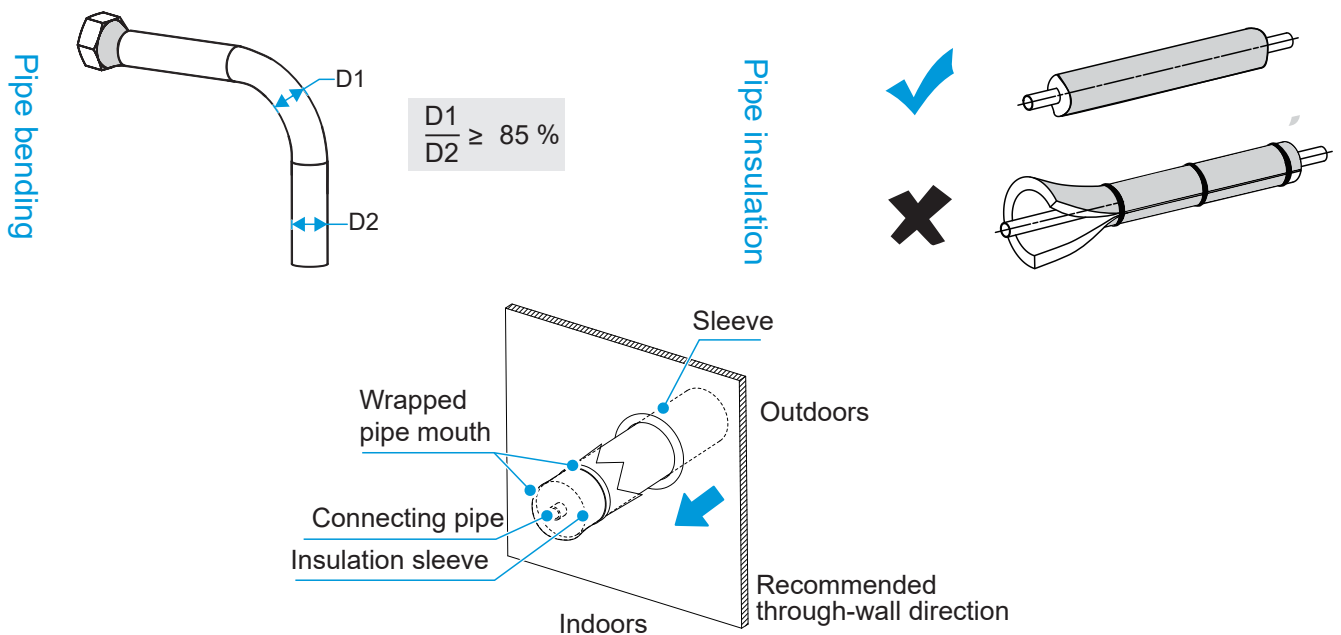 Pipe bending
D1
D2
D1
D2
≥ 85 %
Pipe insulation
Sleeve
Wrapped
pipe mouth
Outdoors
Connecting pipe
Insulation sleeve
Recommended
through-wall direction
Indoors